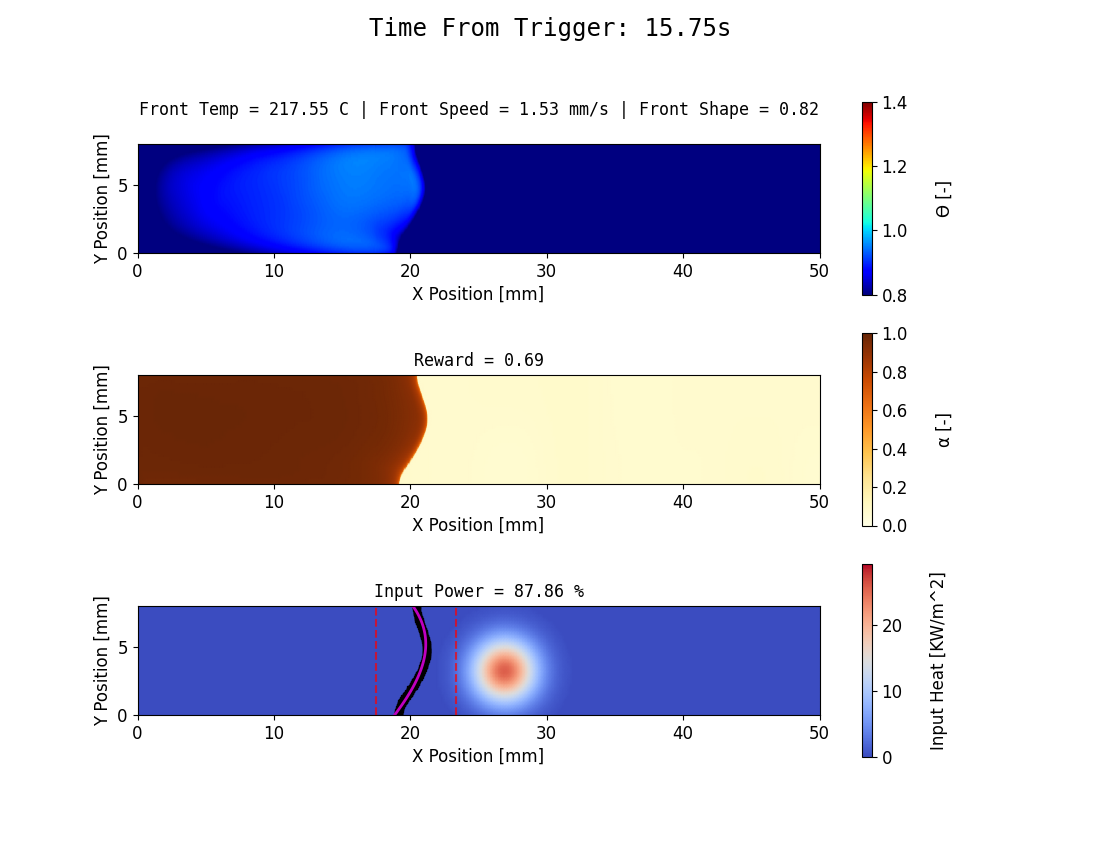 Time From Trigger: 15.75s
Front Temp = 217.55 C | Front Speed = 1.53 mm/s | Front Shape = 0.82
Y Position [mm]
5
0
0 10 20 30 40 50
X Position [mm]
1.4
1.2
1.0
0.8
Θ [-]
Reward = 0.69
Y Position [mm]
5
0
0 10 20 30 40 50
X Position [mm]
1.0
0.8
0.6
0.4
0.2
0.0
α [-]
Input Power = 87.86 %
Y Position [mm]
5
0
0 10 20 30 40 50
X Position [mm]
20
10
0
Input Heat [KW/m^2]